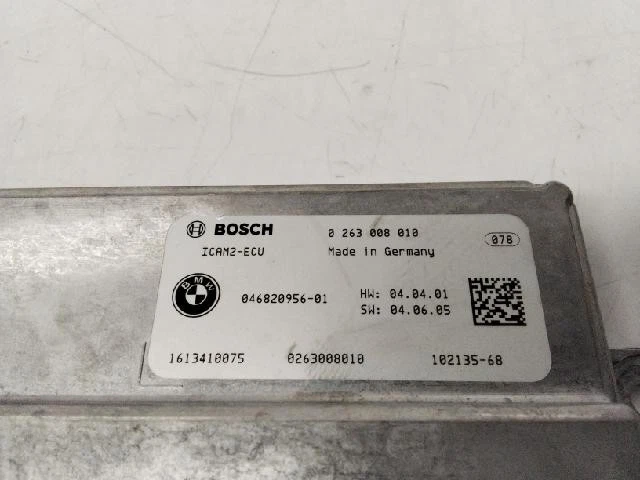 BOSCH 0 263 008 010
078
ICAM2-ECU Made in Germany
BMW
046820956-01 HW: 04.04.01
SW: 04.06.05
1613410075 0263008010 102135-68